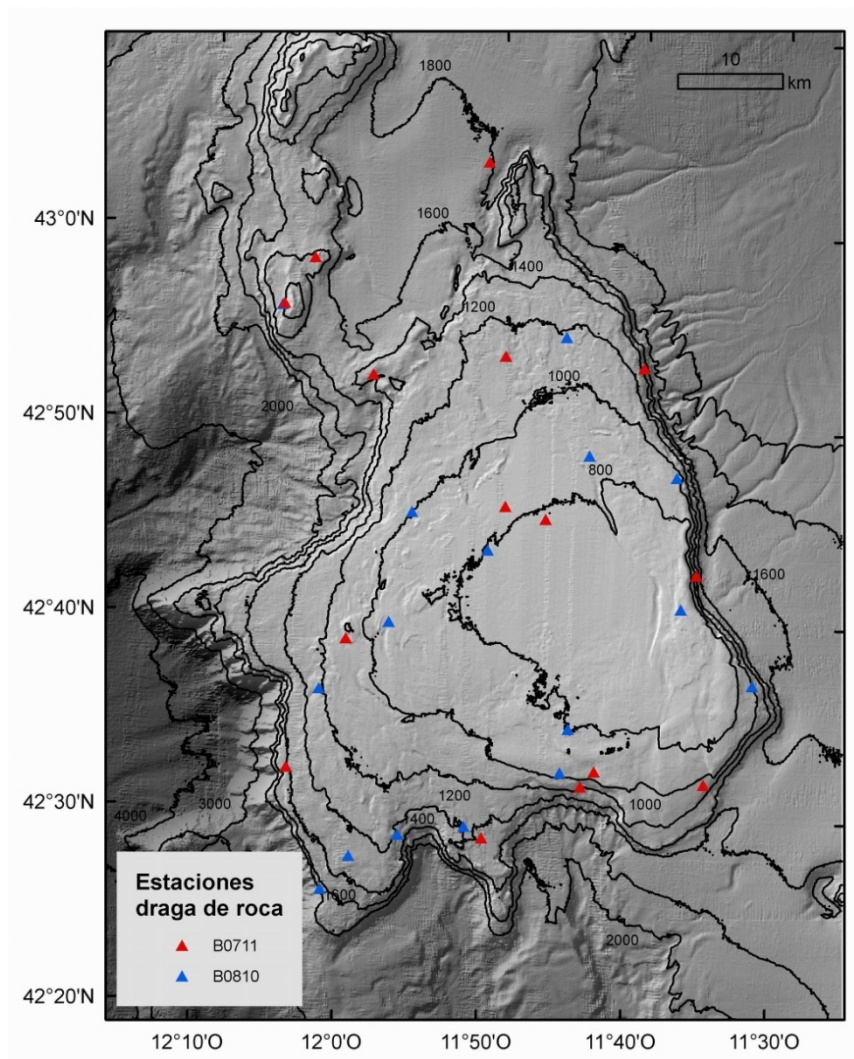 10
km
1800
43°0'N
1600
1400
1200
42°50'N
2000
1000
800
1600
42°40'N
42°30'N
4000
3000
1200
1000
1400
1600
2000
Estaciones
draga de roca
B0711
B0810
42°20'N
12°10'O
12°0'O
11°50'O
11°40'O
11°30'O